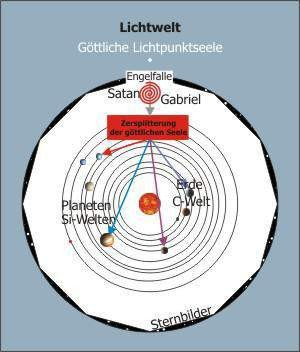 Lichtwelt
Göttliche Lichtpunktseele
Engelfalle
Satan
Gabriel
Zersplitterung
der göttlichen Seele
Erde
C-Welt
Planeten
Si-Welten
Sternbilder